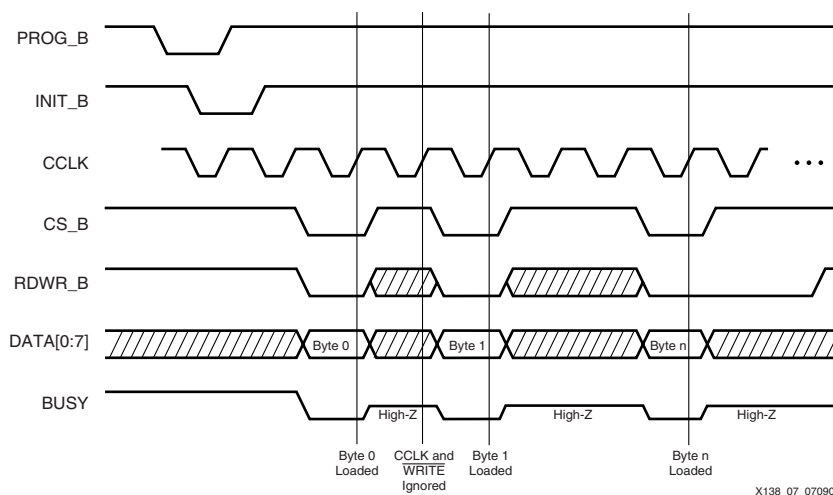 PROG_B
INIT_B
CCLK
• • •
CS_B
RDWR_B
DATA[0:7] Byte 0 Byte 1 Byte n
BUSY High-Z High-Z High-Z
Byte 0 CCLK and Byte 1 Byte n
Loaded WRITE Loaded Loaded
Ignored
X138_07_07090